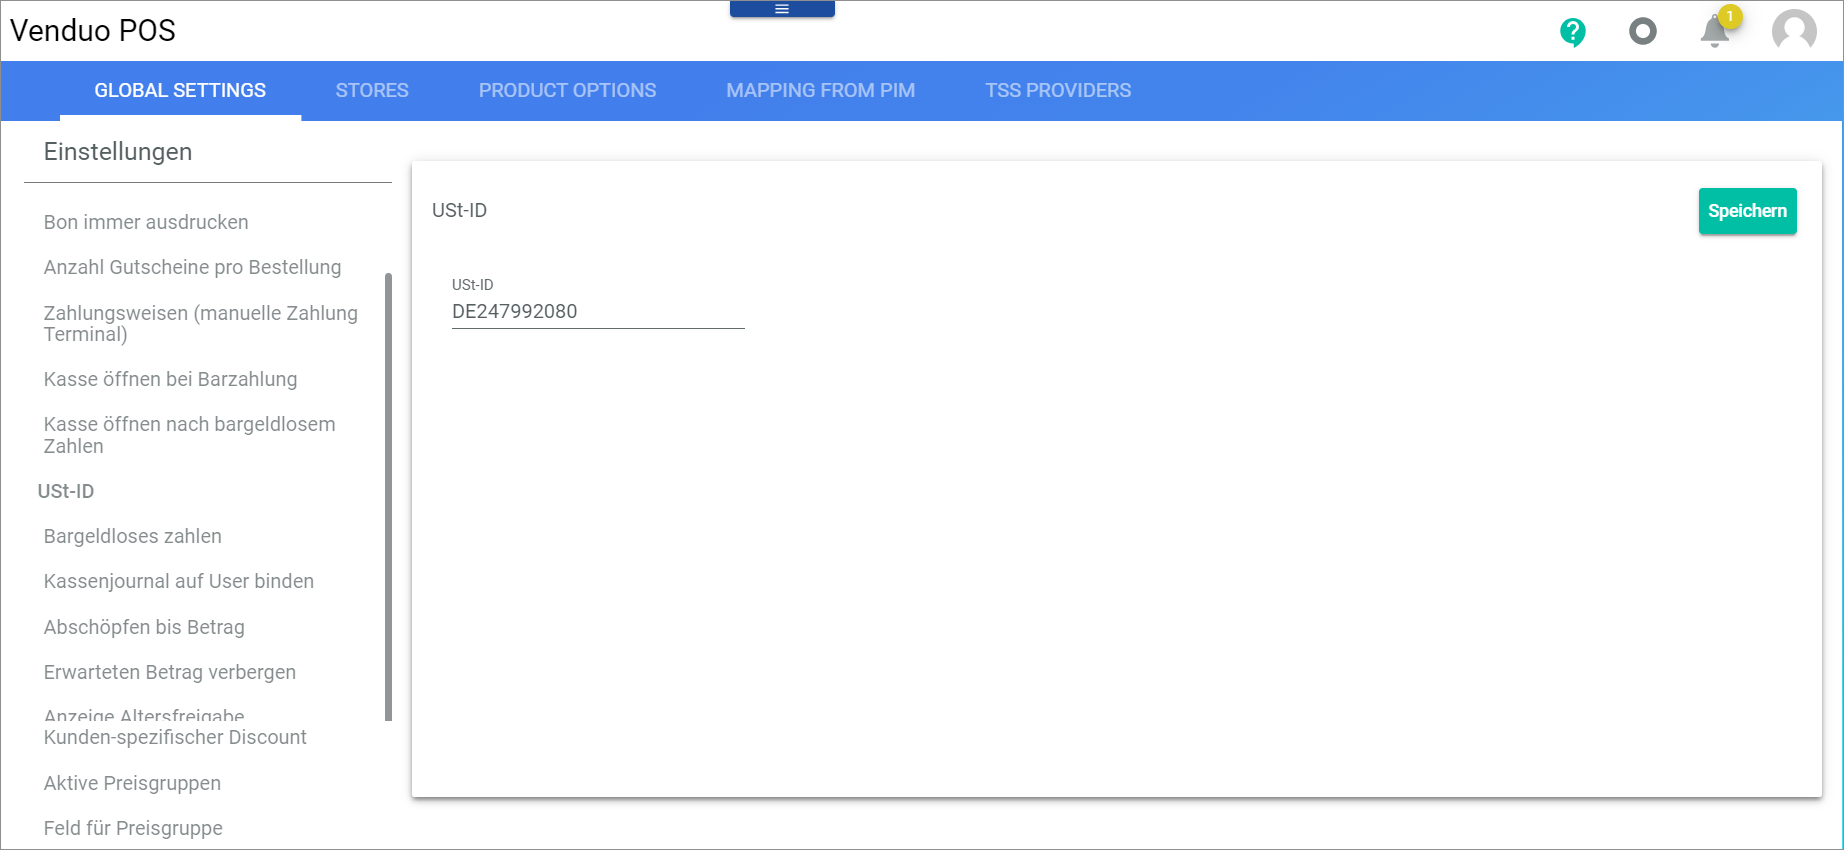 Venduo POS
1
GLOBAL SETTINGS
STORES
PRODUCT OPTIONS
MAPPING FROM PIM
TSS PROVIDERS
Einstellungen
Bon immer ausdrucken
Anzahl Gutscheine pro Bestellung
Zahlungsweisen (manuelle Zahlung
Terminal)
Kasse öffnen bei Barzahlung
Kasse öffnen nach bargeldlosem
Zahlen
USt-ID
Bargeldloses zahlen
Kassenjournal auf User binden
Abschöpfen bis Betrag
Erwarteten Betrag verbergen
Anzeige Altersfreigabe
Kunden-spezifischer Discount
Aktive Preisgruppen
Feld für Preisgruppe
USt-ID
Speichern
USt-ID
DE247992080